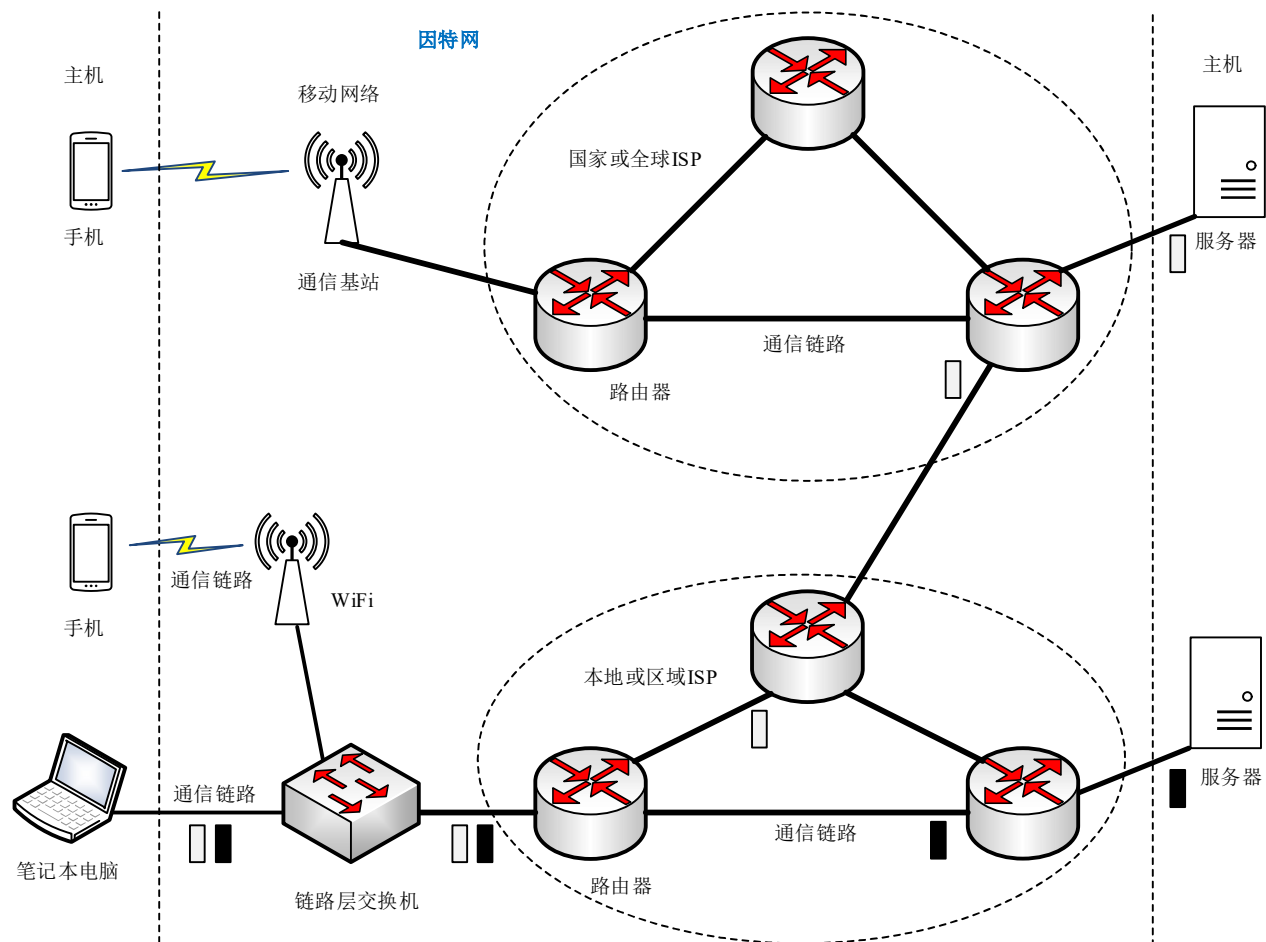 因特网
主机
主机
移动网络
国家或全球ISP
手机
服务器
通信基站
通信链路
路由器
通信链路
WiFi
手机
本地或区域ISP
通信链路
服务器
通信链路
笔记本电脑
路由器
链路层交换机